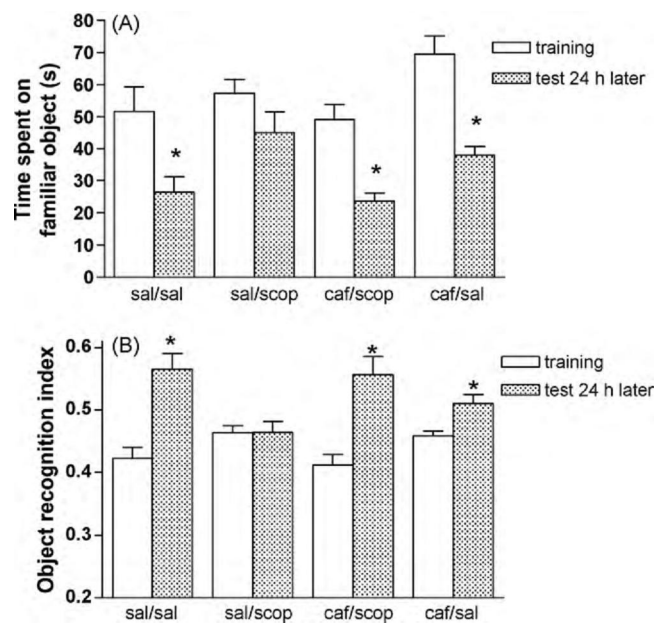 (A)
Time spent on
familiar object (s)
80
70
60
50
40
30
20
10
0
* * *
training
test 24 h later
sal/sal sal/scop caf/scop caf/sal
(B)
Object recognition index
0.6
0.5
0.4
0.3
0.2
* * *
training
test 24 h later
sal/sal sal/scop caf/scop caf/sal